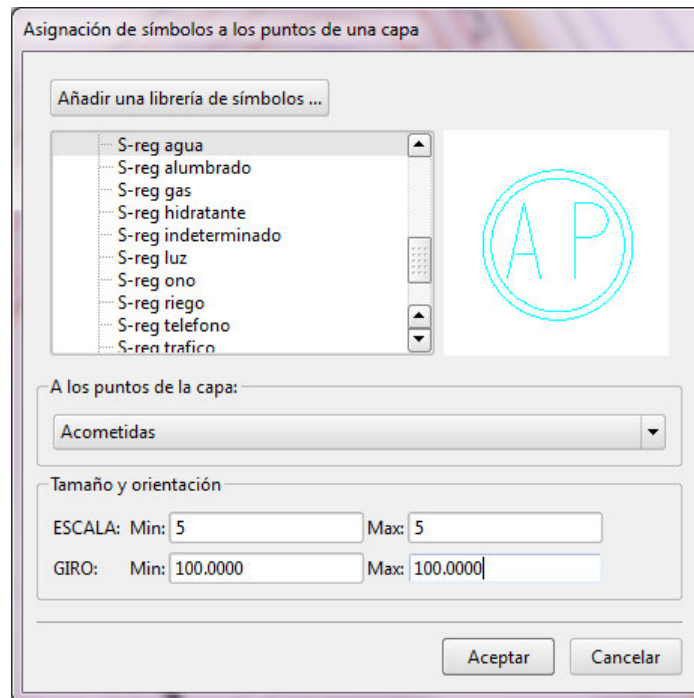 Asignación de símbolos a los puntos de una capa
Añadir una librería de símbolos ...
S-reg agua
S-reg alumbrado
S-reg gas
S-reg hidratante
S-reg indeterminado
S-reg luz
S-reg ono
S-reg riego
S-reg telefono
S-reg trafico
AP
A los puntos de la capa:
Acometidas
Tamaño y orientación
ESCALA: Min: 5 Max: 5
GIRO: Min: 100.0000 Max: 100.0000
Aceptar Cancelar